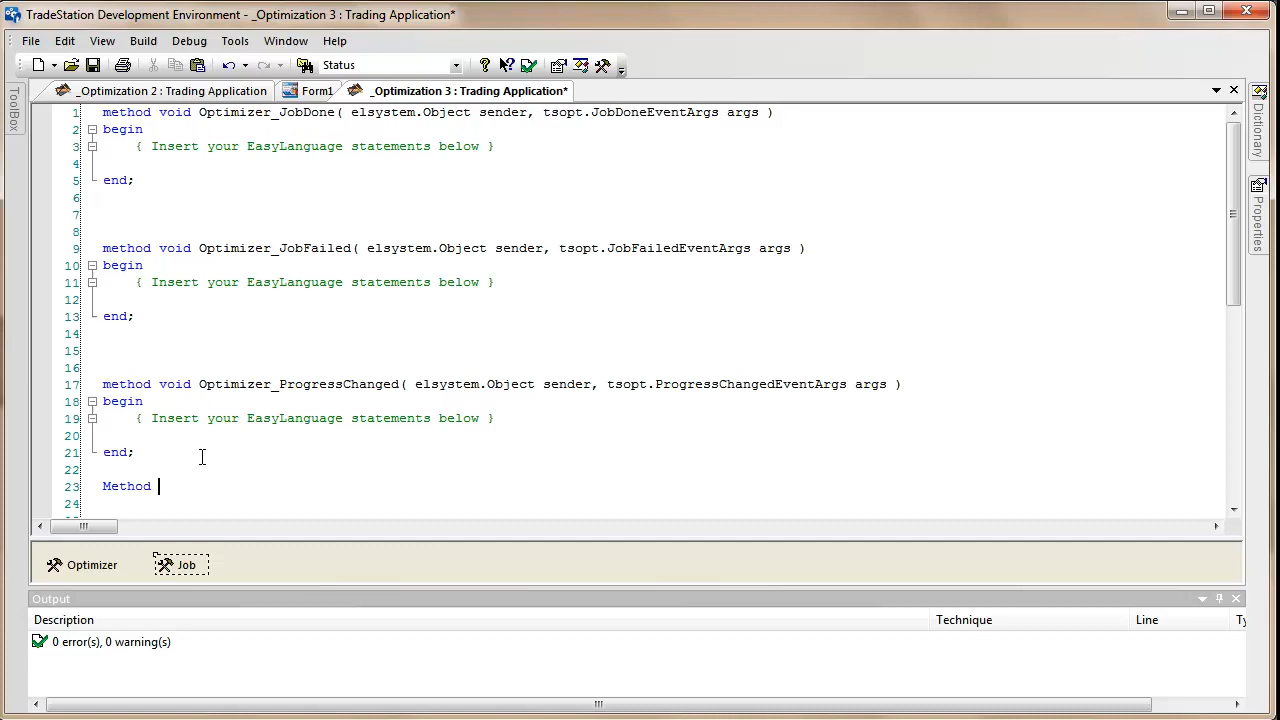 TradeStation Development Environment - _Optimization 3 : Trading Application*
File Edit View Build Debug Tools Window Help
Status
_Optimization 2 : Trading Application Form1 _Optimization 3 : Trading Application*
ToolBox
Dictionary
Properties
1 method void Optimizer_JobDone( elsystem.Object sender, tsopt.JobDoneEventArgs args )
2 begin
3 { Insert your EasyLanguage statements below }
4
5 end;
6
7
8
9 method void Optimizer_JobFailed( elsystem.Object sender, tsopt.JobFailedEventArgs args )
10 begin
11 { Insert your EasyLanguage statements below }
12
13 end;
14
15
16
17 method void Optimizer_ProgressChanged( elsystem.Object sender, tsopt.ProgressChangedEventArgs args )
18 begin
19 { Insert your EasyLanguage statements below }
20
21 end;
22
23 Method
24
Optimizer Job
Output
Description Technique Line Ty
0 error(s), 0 warning(s)